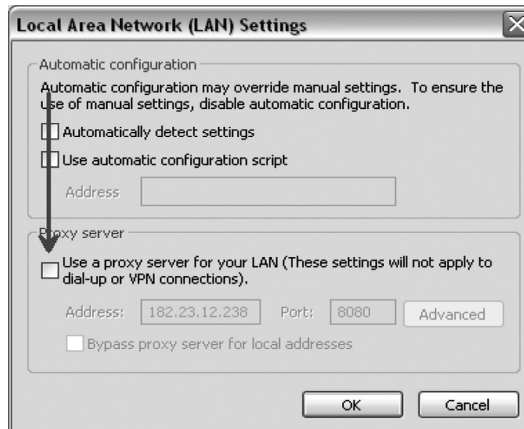 Local Area Network (LAN) Settings
Automatic configuration
Automatic configuration may override manual settings. To ensure the
use of manual settings, disable automatic configuration.
Automatically detect settings
Use automatic configuration script
Address
Proxy server
Use a proxy server for your LAN (These settings will not apply to
dial-up or VPN connections).
Address: 182.23.12.238 Port: 8080 Advanced
Bypass proxy server for local addresses
OK Cancel